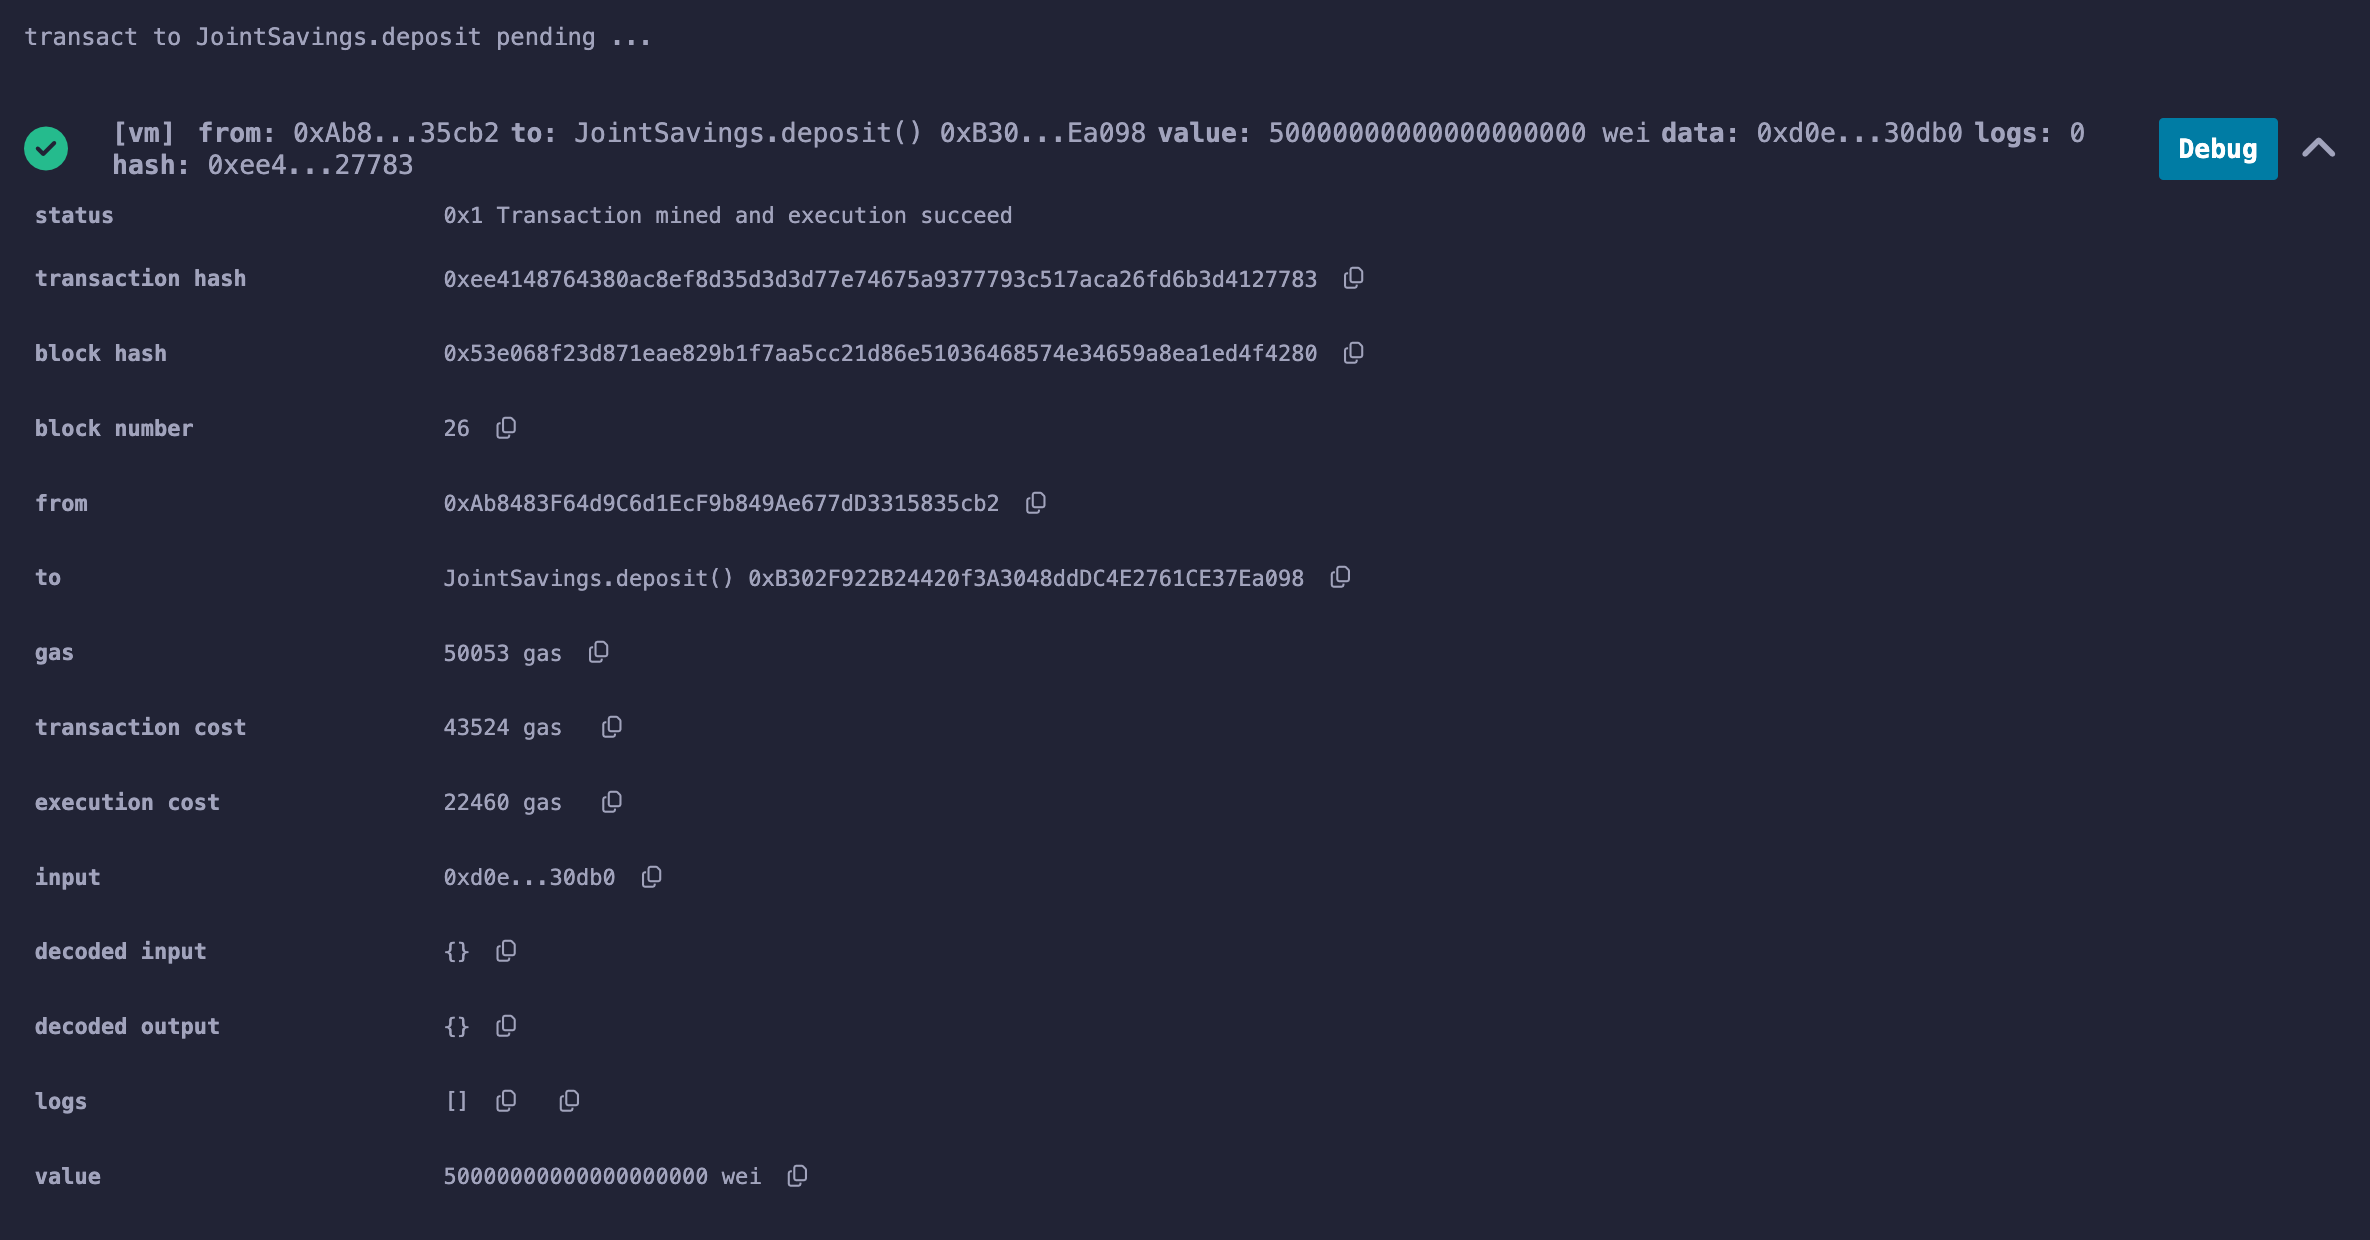 transact to JointSavings.deposit pending ...
[vm] from: 0xAb8...35cb2 to: JointSavings.deposit() 0xB30...Ea098 value: 50000000000000000000 wei data: 0xd0e...30db0 logs: 0
hash: 0xee4...27783
Debug
status 0x1 Transaction mined and execution succeed
transaction hash 0xee4148764380ac8ef8d35d3d3d77e74675a9377793c517aca26fd6b3d4127783
block hash 0x53e068f23d871eae829b1f7aa5cc21d86e51036468574e34659a8ea1ed4f4280
block number 26
from 0xAb8483F64d9C6d1EcF9b849Ae677dD3315835cb2
to JointSavings.deposit() 0xB302F922B24420f3A3048ddDC4E2761CE37Ea098
gas 50053 gas
transaction cost 43524 gas
execution cost 22460 gas
input 0xd0e...30db0
decoded input {}
decoded output {}
logs []
value 50000000000000000000 wei